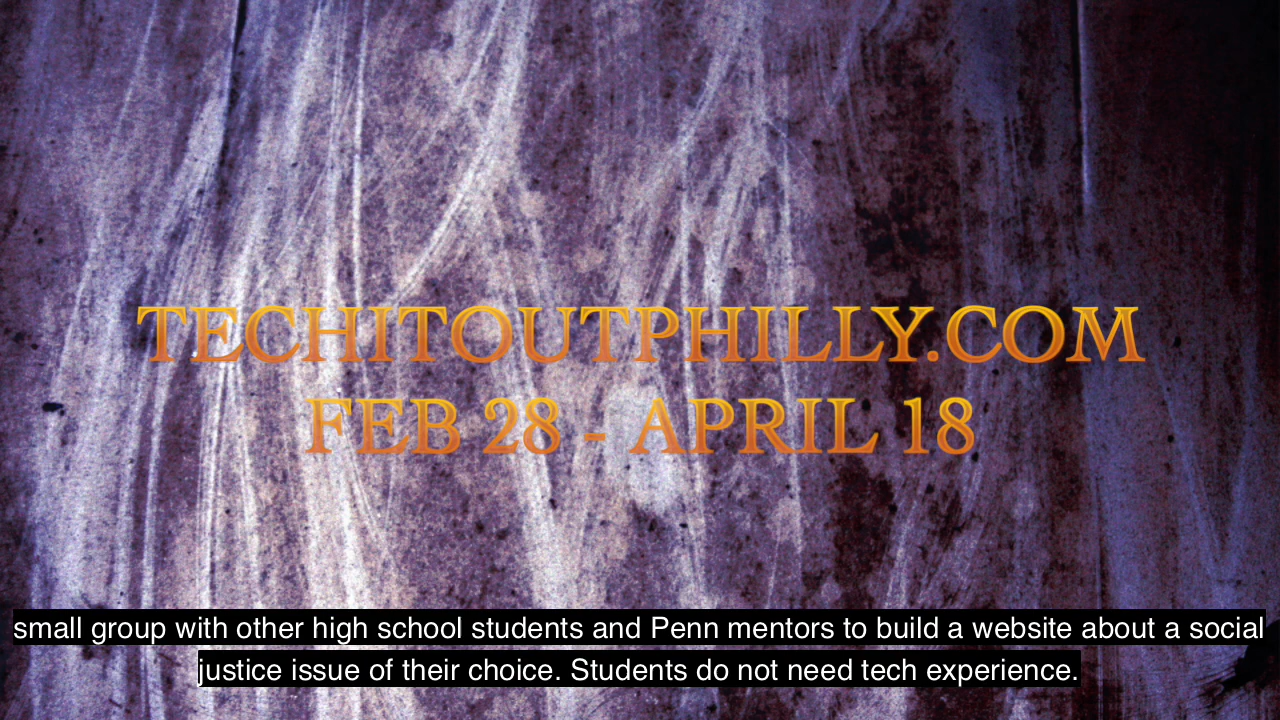 TECHITOUTPHILLY.COM
FEB 28 - APRIL 18
small group with other high school students and Penn mentors to build a website about a social
justice issue of their choice. Students do not need tech experience.